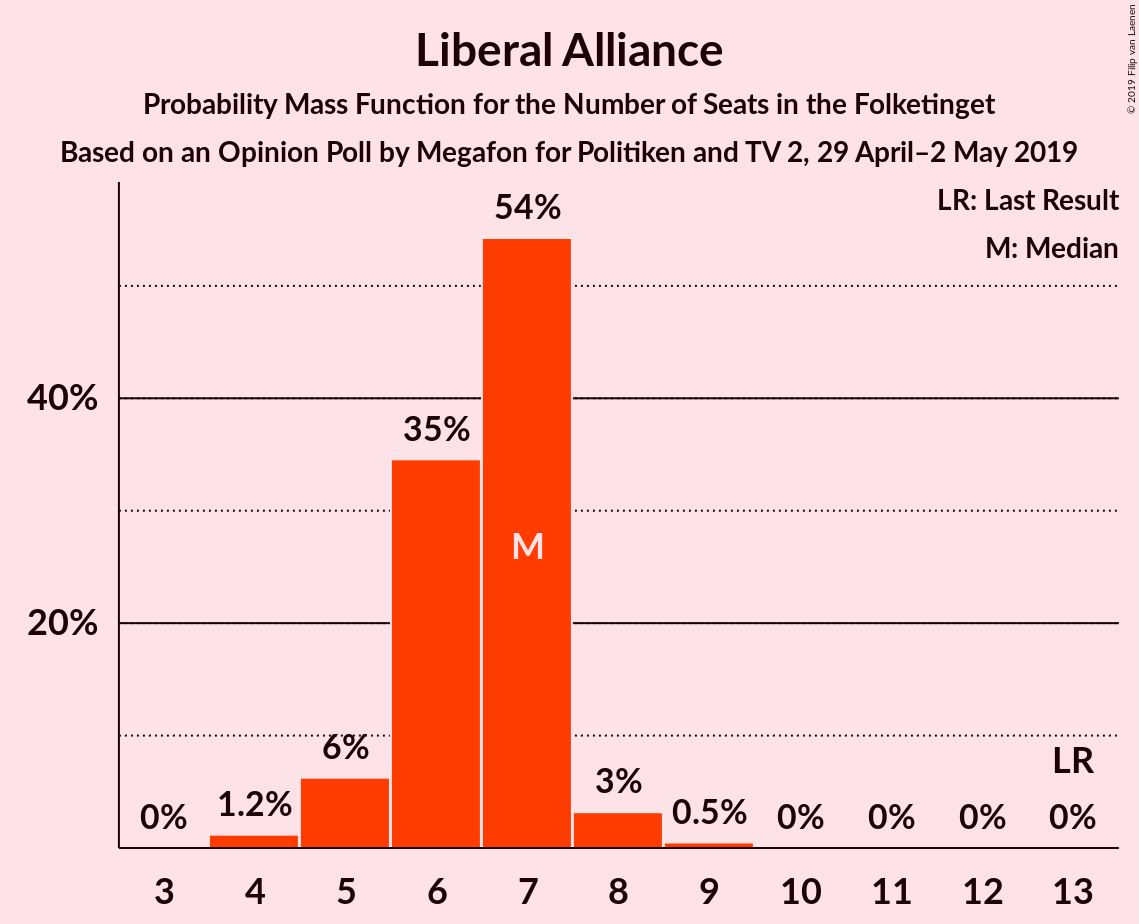 Liberal Alliance
Probability Mass Function for the Number of Seats in the Folketinget
Based on an Opinion Poll by Megafon for Politiken and TV 2, 29 April–2 May 2019
© 2019 Filip van Laenen
LR: Last Result
M: Median
54%
40%
35%
M
20%
6%
LR
3%
0%
1.2%
0.5%
0%
0%
0%
0%
3 4 5 6 7 8 9 10 11 12 13